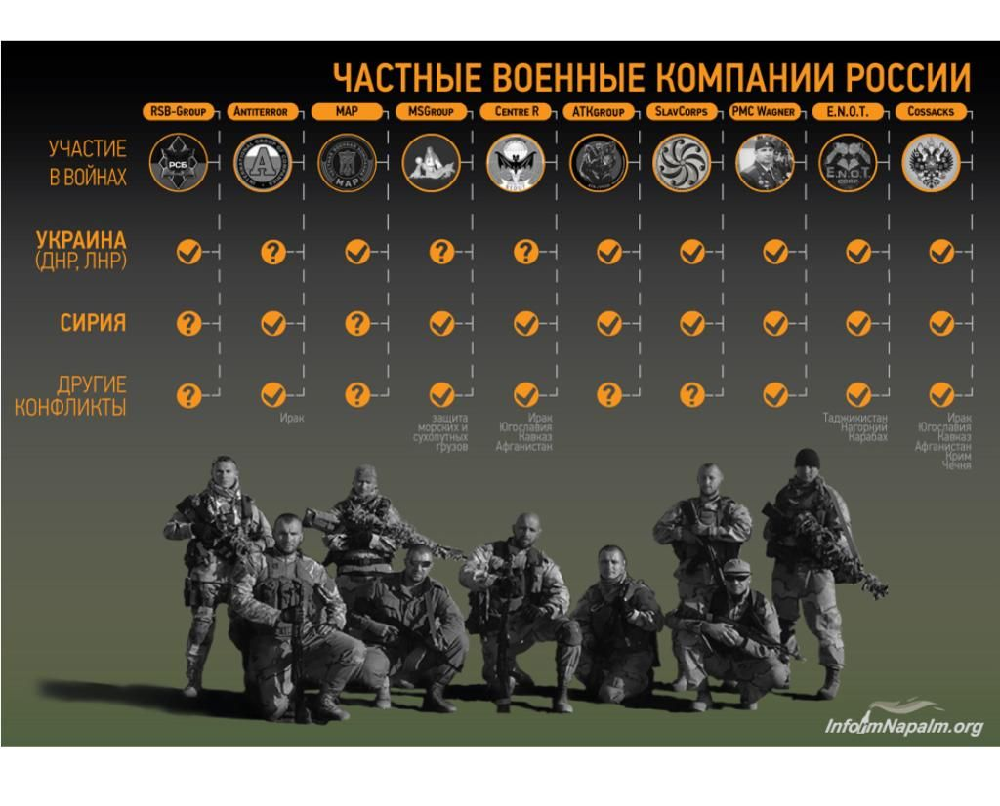 ЧАСТНЫЕ ВОЕННЫЕ КОМПАНИИ РОССИИ
RSB-GROUP ANTITERROR MAP MSGROUP CENTRE R ATKGROUP SLAVCORPS PMC WAGNER E.N.O.T. COSSACKS
УЧАСТИЕ
В ВОЙНАХ
РСБ
A
MAP
E.N.O.T.
CORP.
УКРАИНА
(ДНР, ЛНР)
СИРИЯ
ДРУГИЕ
КОНФЛИКТЫ
Ирак
защита
морских и
сухопутных
грузов
Ирак
Югославия
Кавказ
Афганистан
Таджикистан
Нагорний
Карабах
Ирак
Югославия
Кавказ
Афганистан
Крим
Чечня
InformNapalm.org